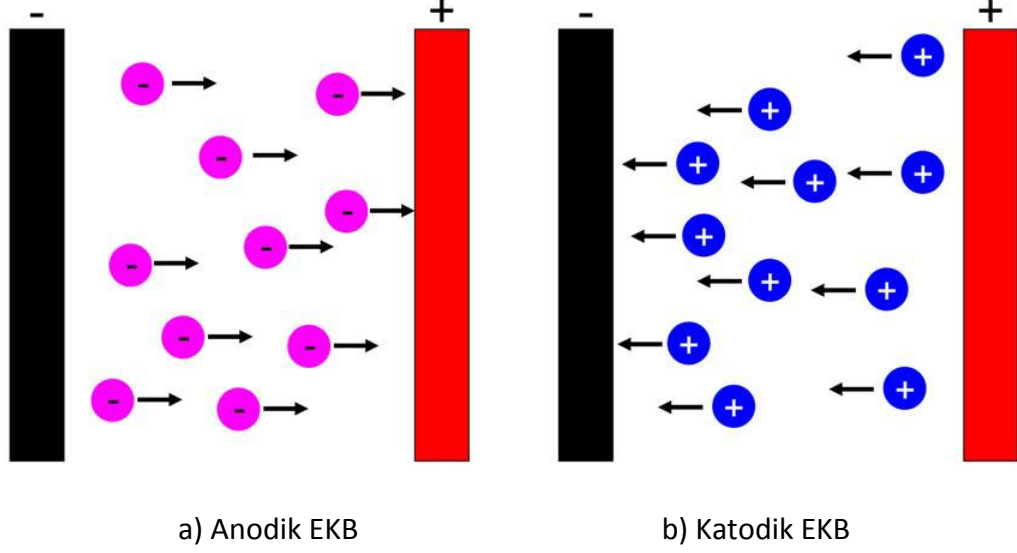 - + - +
- - +
- + + + +
- - - + + +
- - +
- - + +
a) Anodik EKB b) Katodik EKB